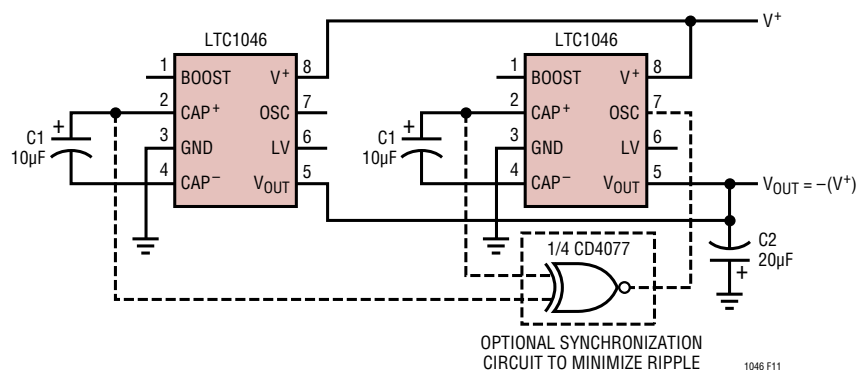 V⁺
LTC1046
LTC1046
1 BOOST V⁺ 8
2 CAP⁺ OSC 7
3 GND LV 6
4 CAP⁻ VOUT 5
C1
10µF
1 BOOST V⁺ 8
2 CAP⁺ OSC 7
3 GND LV 6
4 CAP⁻ VOUT 5
C1
10µF
+
+
VOUT = –(V⁺)
C2
20µF
+
1/4 CD4077
OPTIONAL SYNCHRONIZATION
CIRCUIT TO MINIMIZE RIPPLE
1046 F11